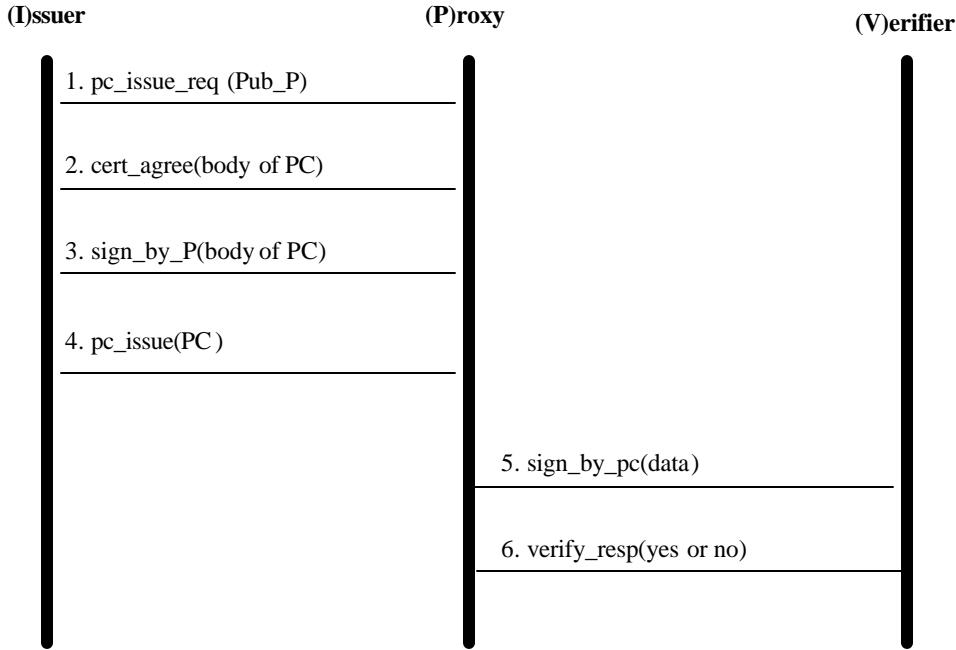 (I)ssuer
(P)roxy
(V)erifier
1. pc_issue_req (Pub_P)
2. cert_agree(body of PC)
3. sign_by_P(body of PC)
4. pc_issue(PC)
5. sign_by_pc(data)
6. verify_resp(yes or no)